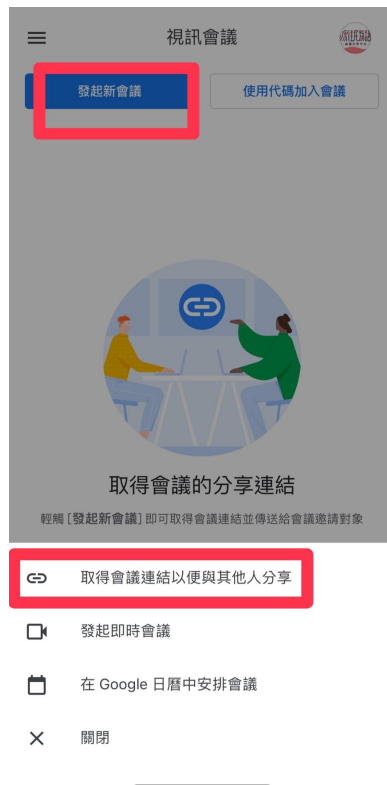 視訊會議
發起新會議
使用代碼加入會議
取得會議的分享連結
輕觸 [發起新會議] 即可取得會議連結並傳送給會議邀請對象
取得會議連結以便與其他人分享
發起即時會議
在 Google 日曆中安排會議
關閉